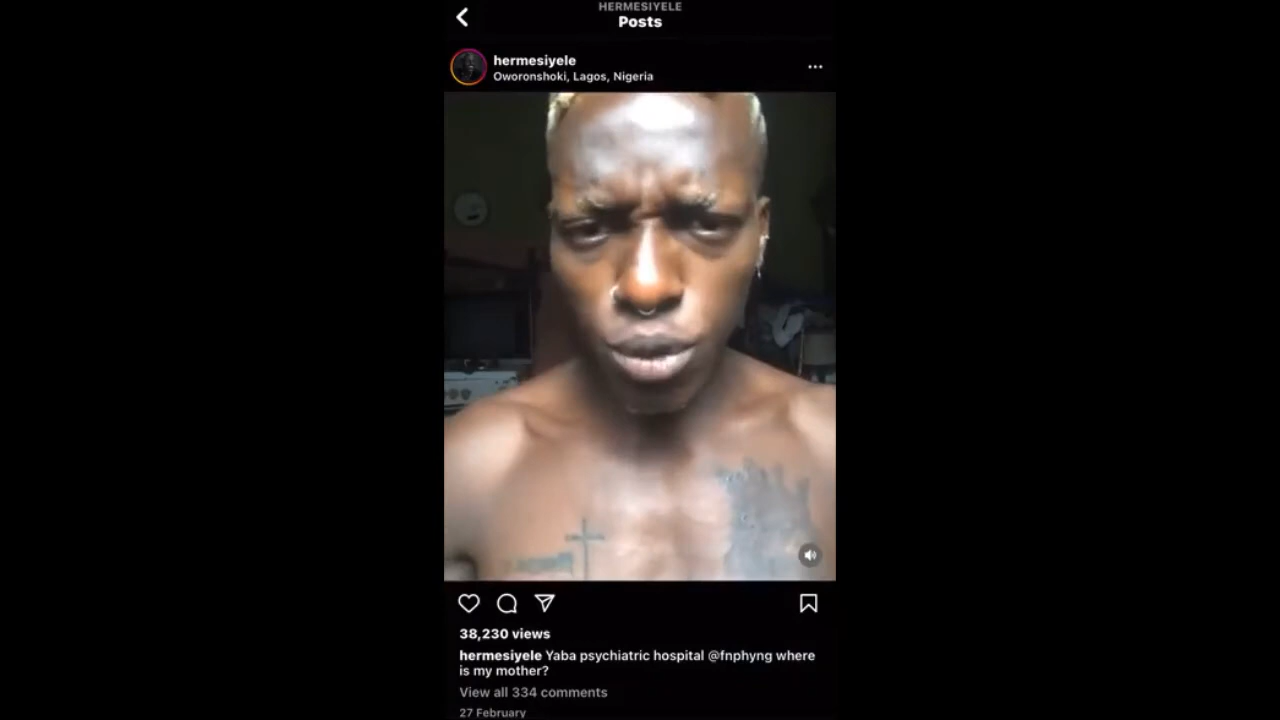 HERMESIYELE
Posts
hermesiyele
Oworonshoki, Lagos, Nigeria
38,230 views
hermesiyele Yaba psychiatric hospital @fnphyng where
is my mother?
View all 334 comments
27 February